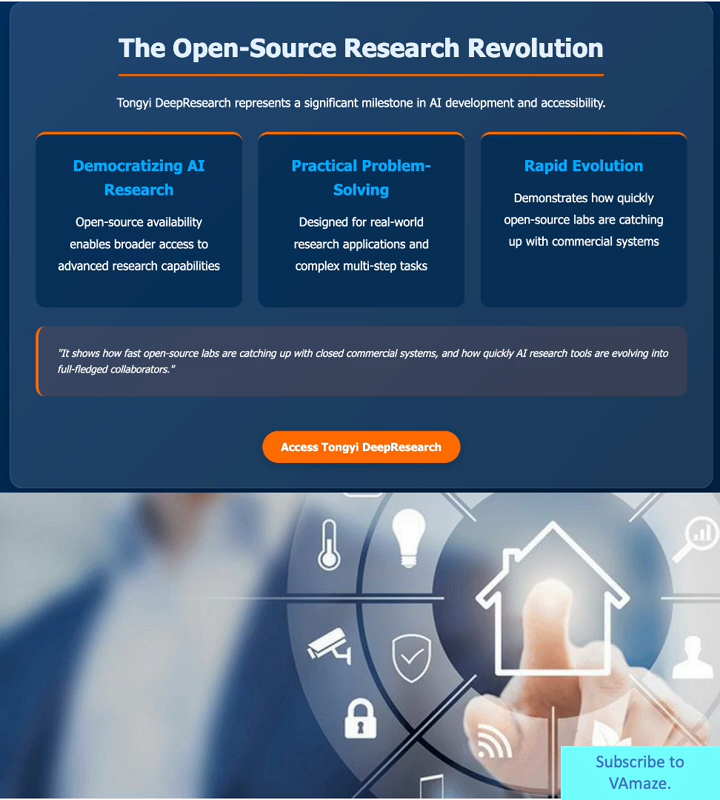 The Open-Source Research Revolution
Tongyi DeepResearch represents a significant milestone in AI development and accessibility.
Democratizing AI
Research
Open-source availability
enables broader access to
advanced research capabilities
Practical Problem-
Solving
Designed for real-world
research applications and
complex multi-step tasks
Rapid Evolution
Demonstrates how quickly
open-source labs are catching
up with commercial systems
"It shows how fast open-source labs are catching up with closed commercial systems, and how quickly AI research tools are evolving into
full-fledged collaborators."
Access Tongyi DeepResearch
Subscribe to
VAmaze.